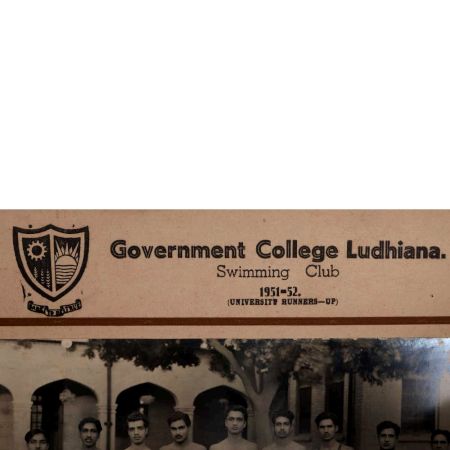 Government College Ludhiana.
Swimming Club
1951-52.
(UNIVERSITY RUNNERS—UP)